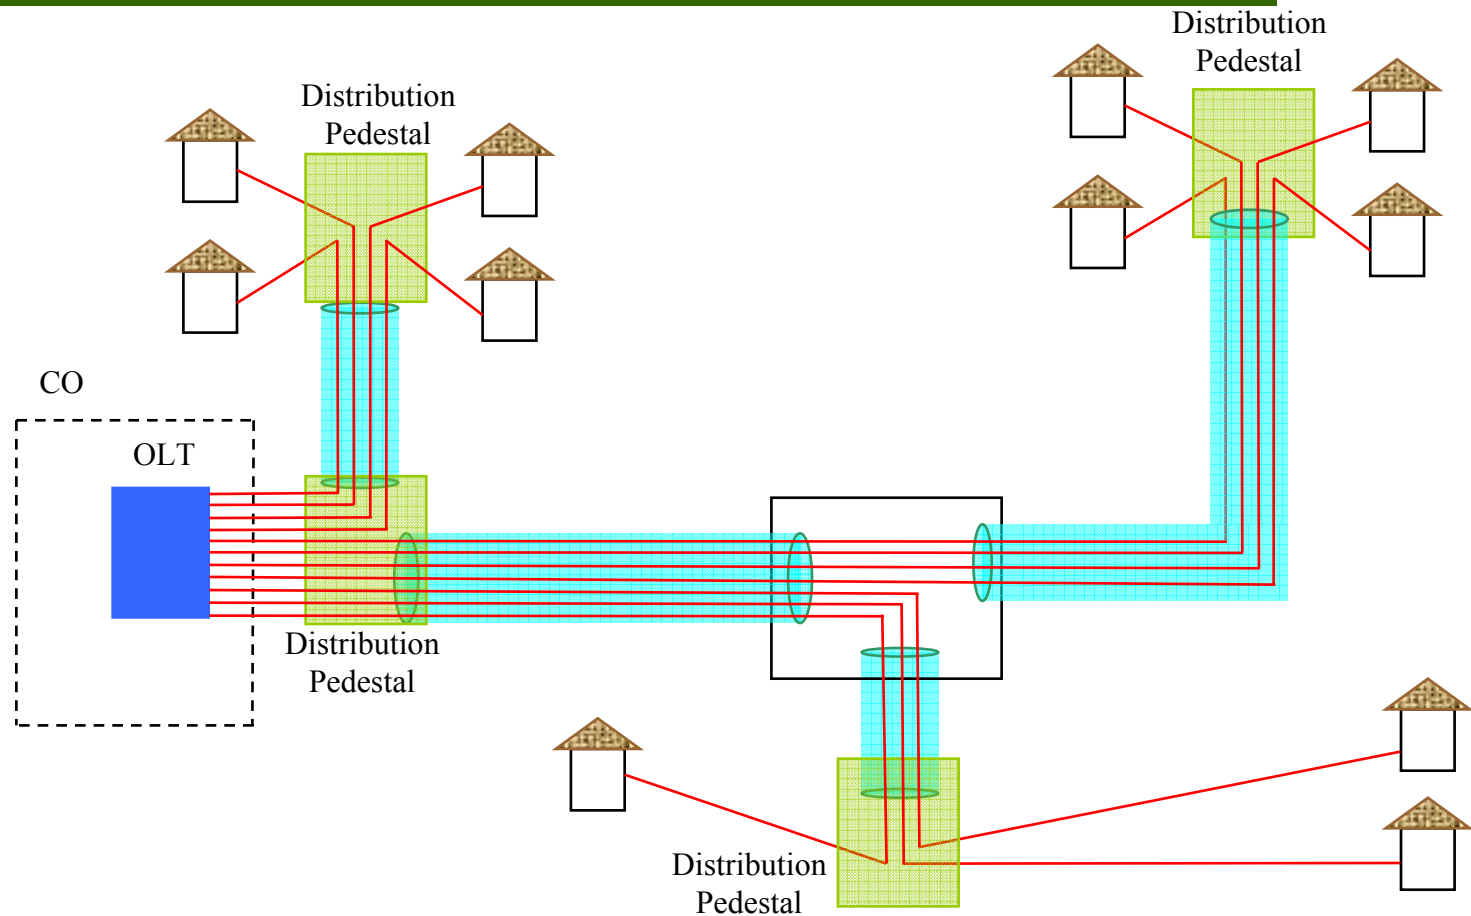 Distribution
Pedestal
Distribution
Pedestal
CO
OLT
Distribution
Pedestal
Distribution
Pedestal